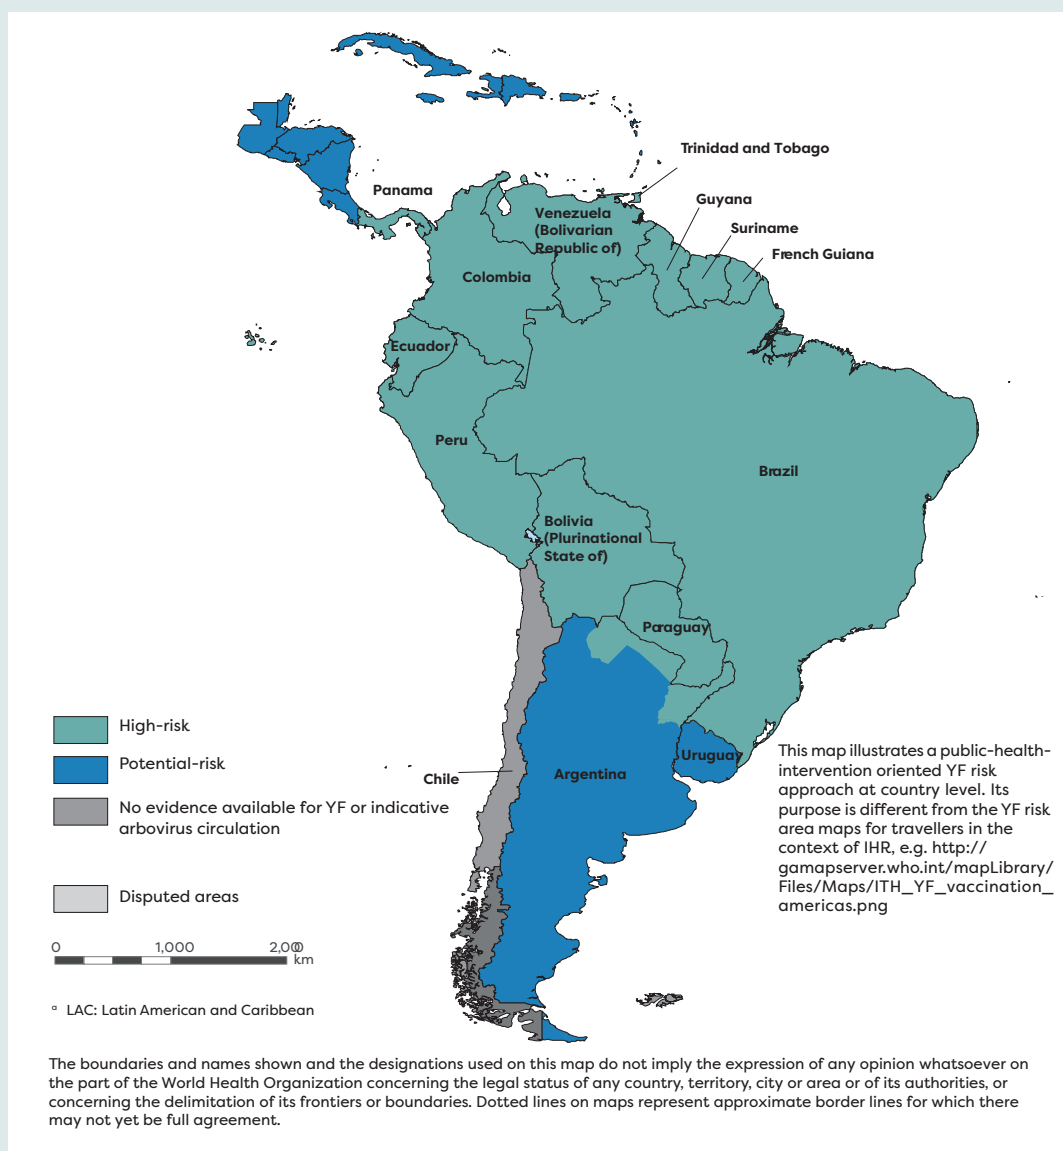 Trinidad and Tobago
Panama
Guyana
Venezuela
(Bolivarian
Republic of)
Suriname
French Guiana
Colombia
Ecuador
Peru
Brazil
Bolivia
(Plurinational
State of)
Paraguay
High-risk
Potential-risk
No evidence available for YF or indicative
arbovirus circulation
Disputed areas
Chile
Argentina
Uruguay
This map illustrates a public-health-
intervention oriented YF risk
approach at country level. Its
purpose is different from the YF risk
area maps for travellers in the
context of IHR, e.g. http://
gamapserver.who.int/mapLibrary/
Files/Maps/ITH_YF_vaccination_
americas.png
0 1,000 2,000
km
a LAC: Latin American and Caribbean
The boundaries and names shown and the designations used on this map do not imply the expression of any opinion whatsoever on
the part of the World Health Organization concerning the legal status of any country, territory, city or area or of its authorities, or
concerning the delimitation of its frontiers or boundaries. Dotted lines on maps represent approximate border lines for which there
may not yet be full agreement.